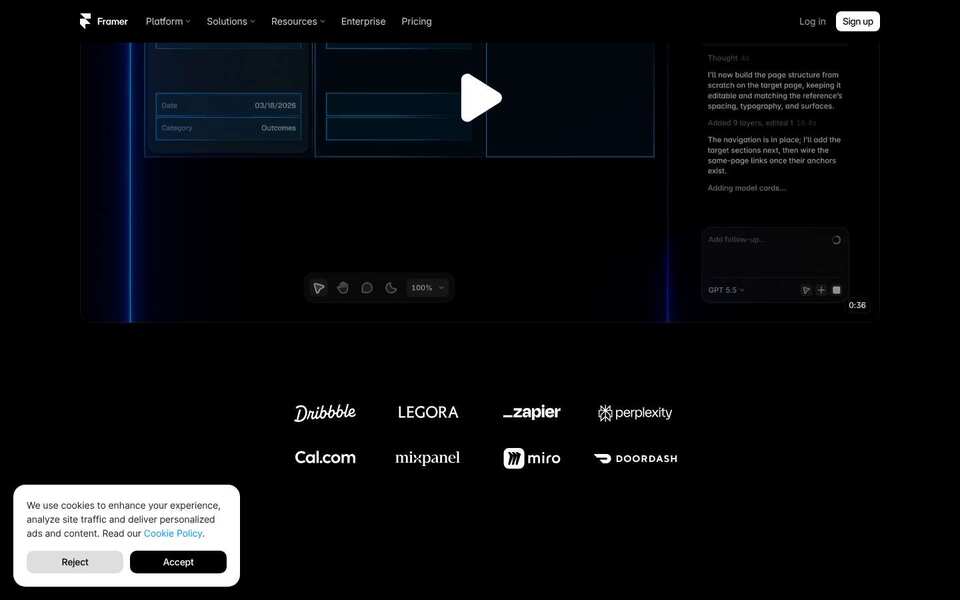 Framer
Platform
Solutions
Resources
Enterprise
Pricing
Log in
Sign up
Date
03/18/2026
Category
Outcomes
100%
Thought 4s
I'll now build the page structure from
scratch on the target page, keeping it
editable and matching the reference's
spacing, typography, and surfaces.
Added 9 layers, edited 1
The navigation is in place; I'll add the
target sections next, then wire the
same-page links once their anchors
exist.
Adding model cards...
Add follow-up...
GPT 5.5
0:36
Dribbble
LEGORA
_zapier
perplexity
Cal.com
mixpanel
miro
DOORDASH
We use cookies to enhance your experience,
analyze site traffic and deliver personalized
ads and content. Read our Cookie Policy.
Reject
Accept